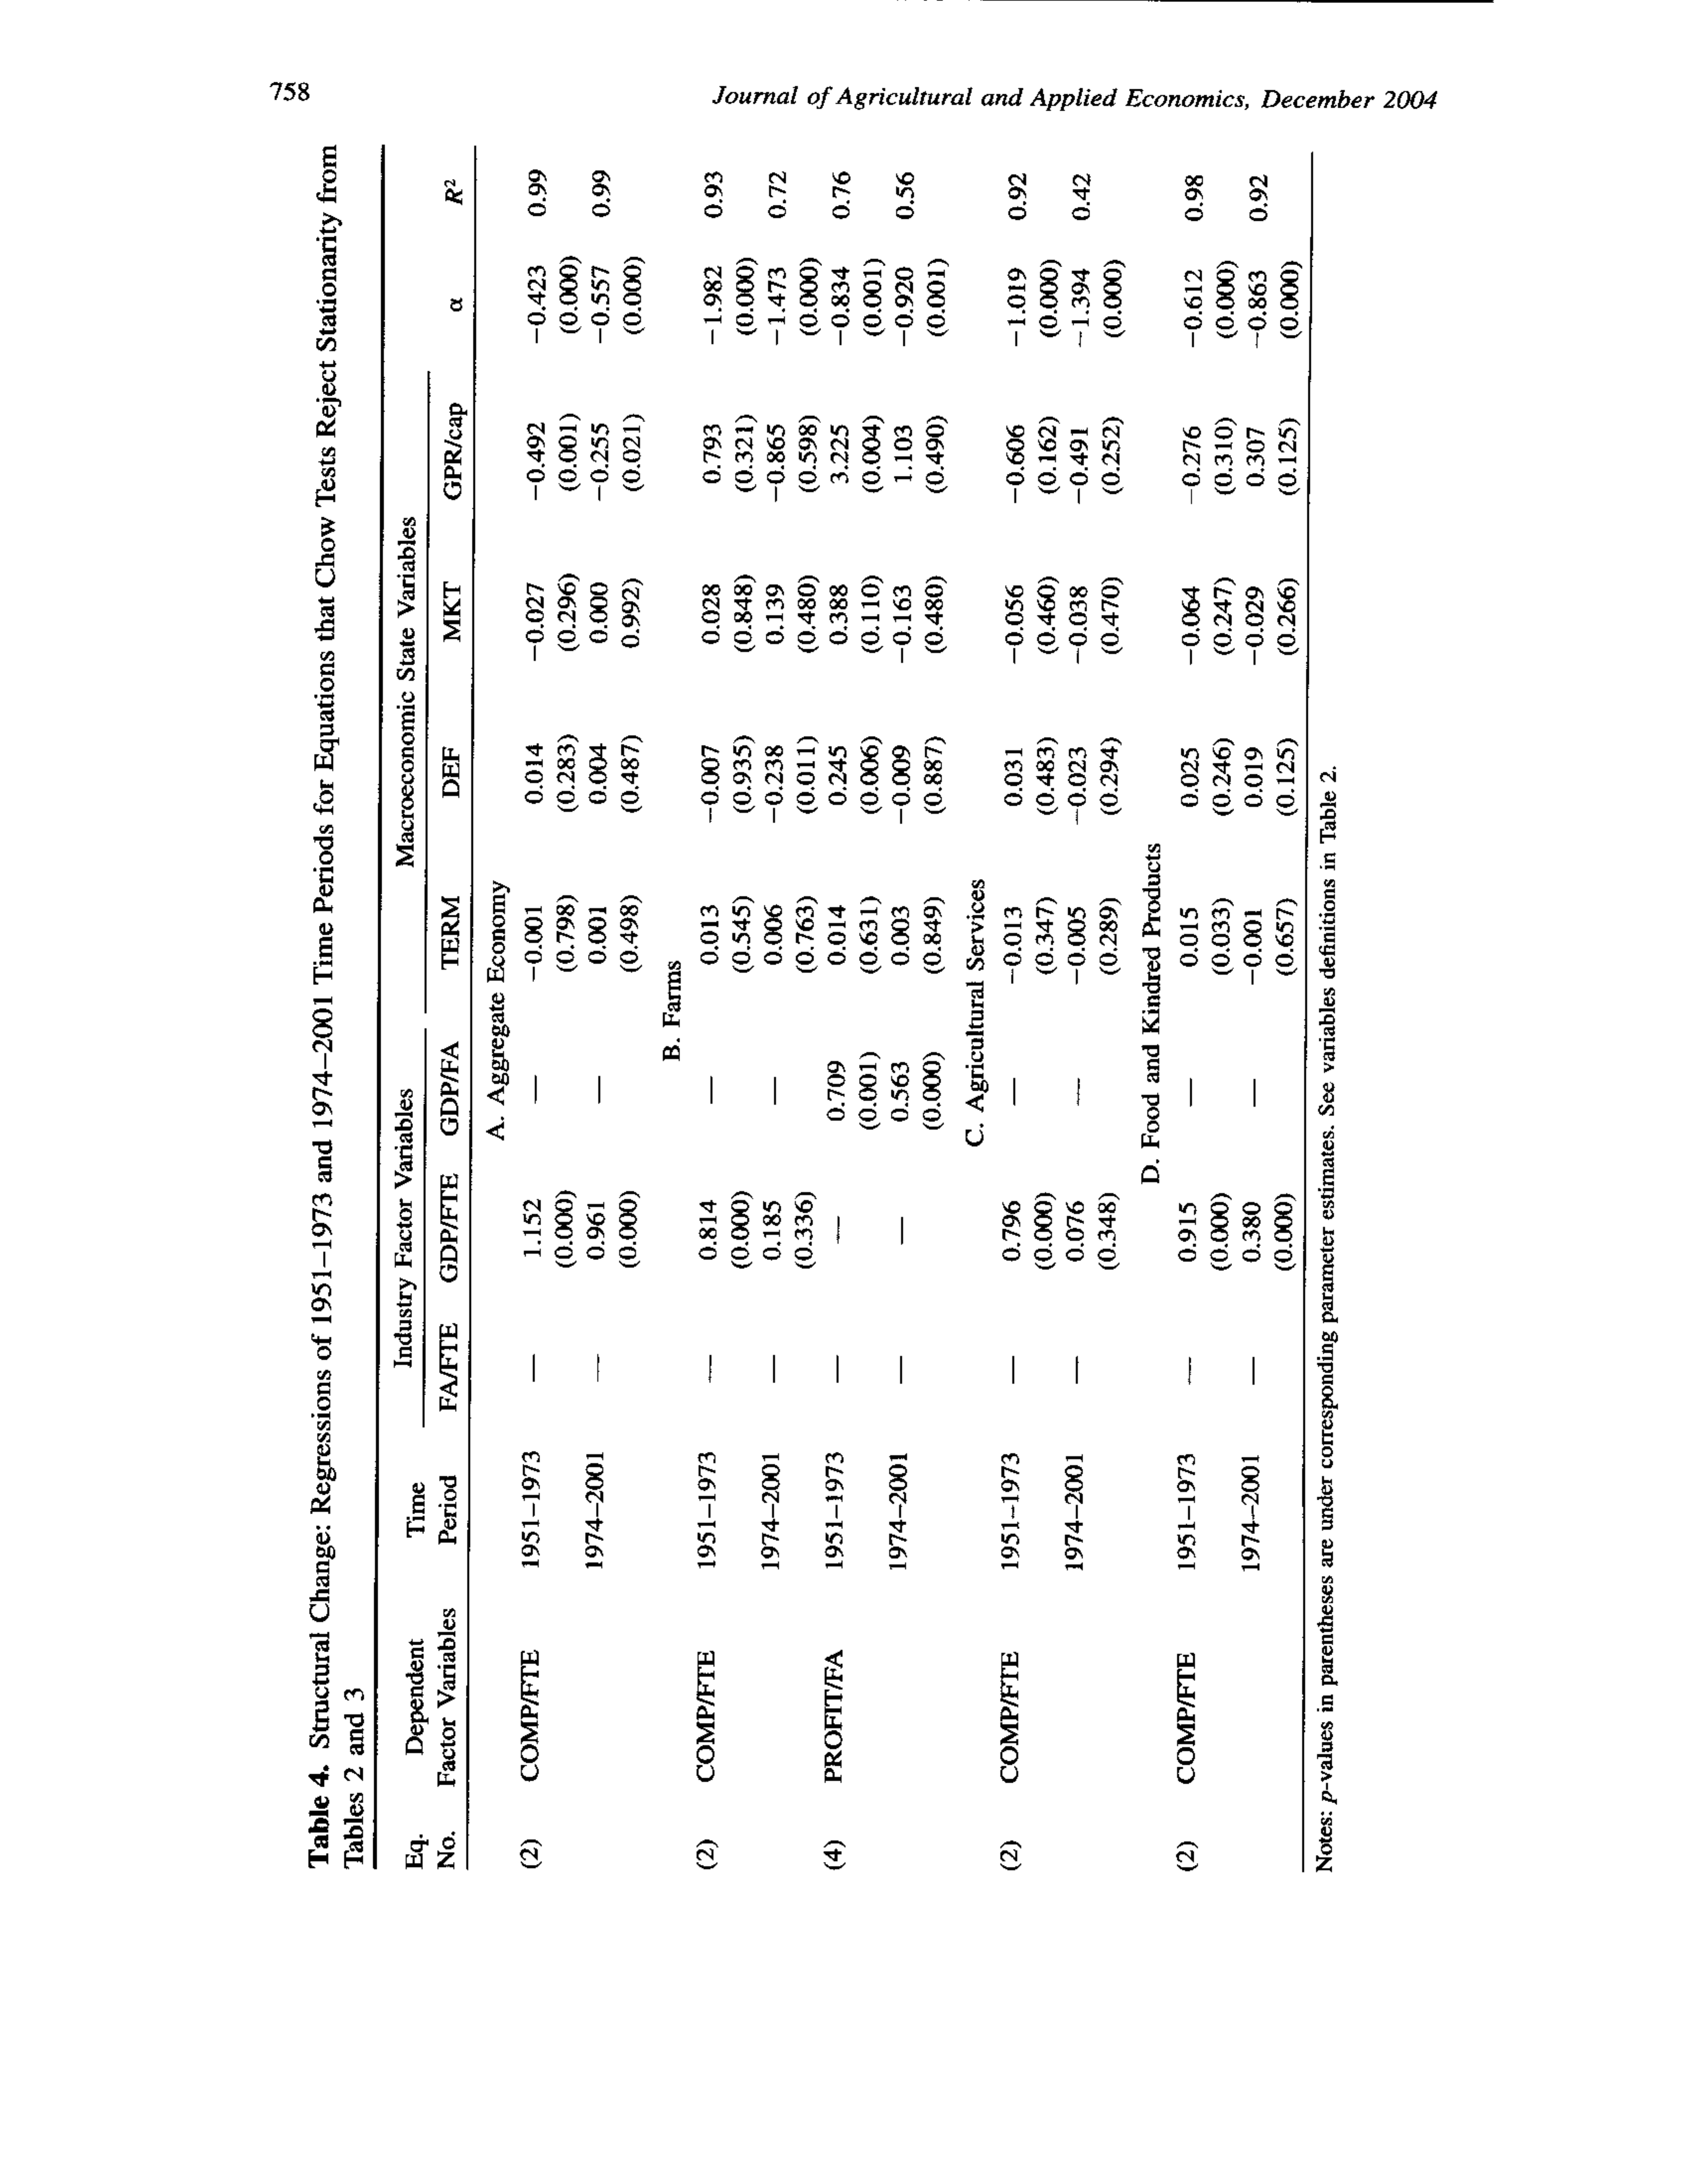 758
Journal of Agricultural and Applied Economics, December 2004
Table 4. Structural Change: Regressions of 1951–1973 and 1974–2001 Time Periods for Equations that Chow Tests Reject Stationarity from
Tables 2 and 3
Industry Factor Variables Macroeconomic State Variables
Eq. Dependent Time
No. Factor Variables Period FA/FTE GDP/FTE GDP/FA TERM DEF MKT GPR/cap α R²
A. Aggregate Economy
(2) COMP/FTE 1951–1973 — 1.152 — −0.001 0.014 −0.027 −0.492 −0.423 0.99
(0.000) (0.798) (0.283) (0.296) (0.001) (0.000)
1974–2001 — 0.961 — 0.001 0.004 0.000 −0.255 −0.557 0.99
(0.000) (0.498) (0.487) 0.992) (0.021) (0.000)
B. Farms
(2) COMP/FTE 1951–1973 — 0.814 — 0.013 −0.007 0.028 0.793 −1.982 0.93
(0.000) (0.545) (0.935) (0.848) (0.321) (0.000)
1974–2001 — 0.185 — 0.006 −0.238 0.139 −0.865 −1.473 0.72
(0.336) (0.763) (0.011) (0.480) (0.598) (0.000)
(4) PROFIT/FA 1951–1973 — — 0.709 0.014 0.245 0.388 3.225 −0.834 0.76
(0.001) (0.631) (0.006) (0.110) (0.004) (0.001)
1974–2001 — — 0.563 0.003 −0.009 −0.163 1.103 −0.920 0.56
(0.000) (0.849) (0.887) (0.480) (0.490) (0.001)
C. Agricultural Services
(2) COMP/FTE 1951–1973 — 0.796 — −0.013 0.031 −0.056 −0.606 −1.019 0.92
(0.000) (0.347) (0.483) (0.460) (0.162) (0.000)
1974–2001 — 0.076 — −0.005 −0.023 −0.038 −0.491 −1.394 0.42
(0.348) (0.289) (0.294) (0.470) (0.252) (0.000)
D. Food and Kindred Products
(2) COMP/FTE 1951–1973 — 0.915 — 0.015 0.025 −0.064 −0.276 −0.612 0.98
(0.000) (0.033) (0.246) (0.247) (0.310) (0.000)
1974–2001 — 0.380 — −0.001 0.019 −0.029 0.307 −0.863 0.92
(0.000) (0.657) (0.125) (0.266) (0.125) (0.000)
Notes: p-values in parentheses are under corresponding parameter estimates. See variables definitions in Table 2.